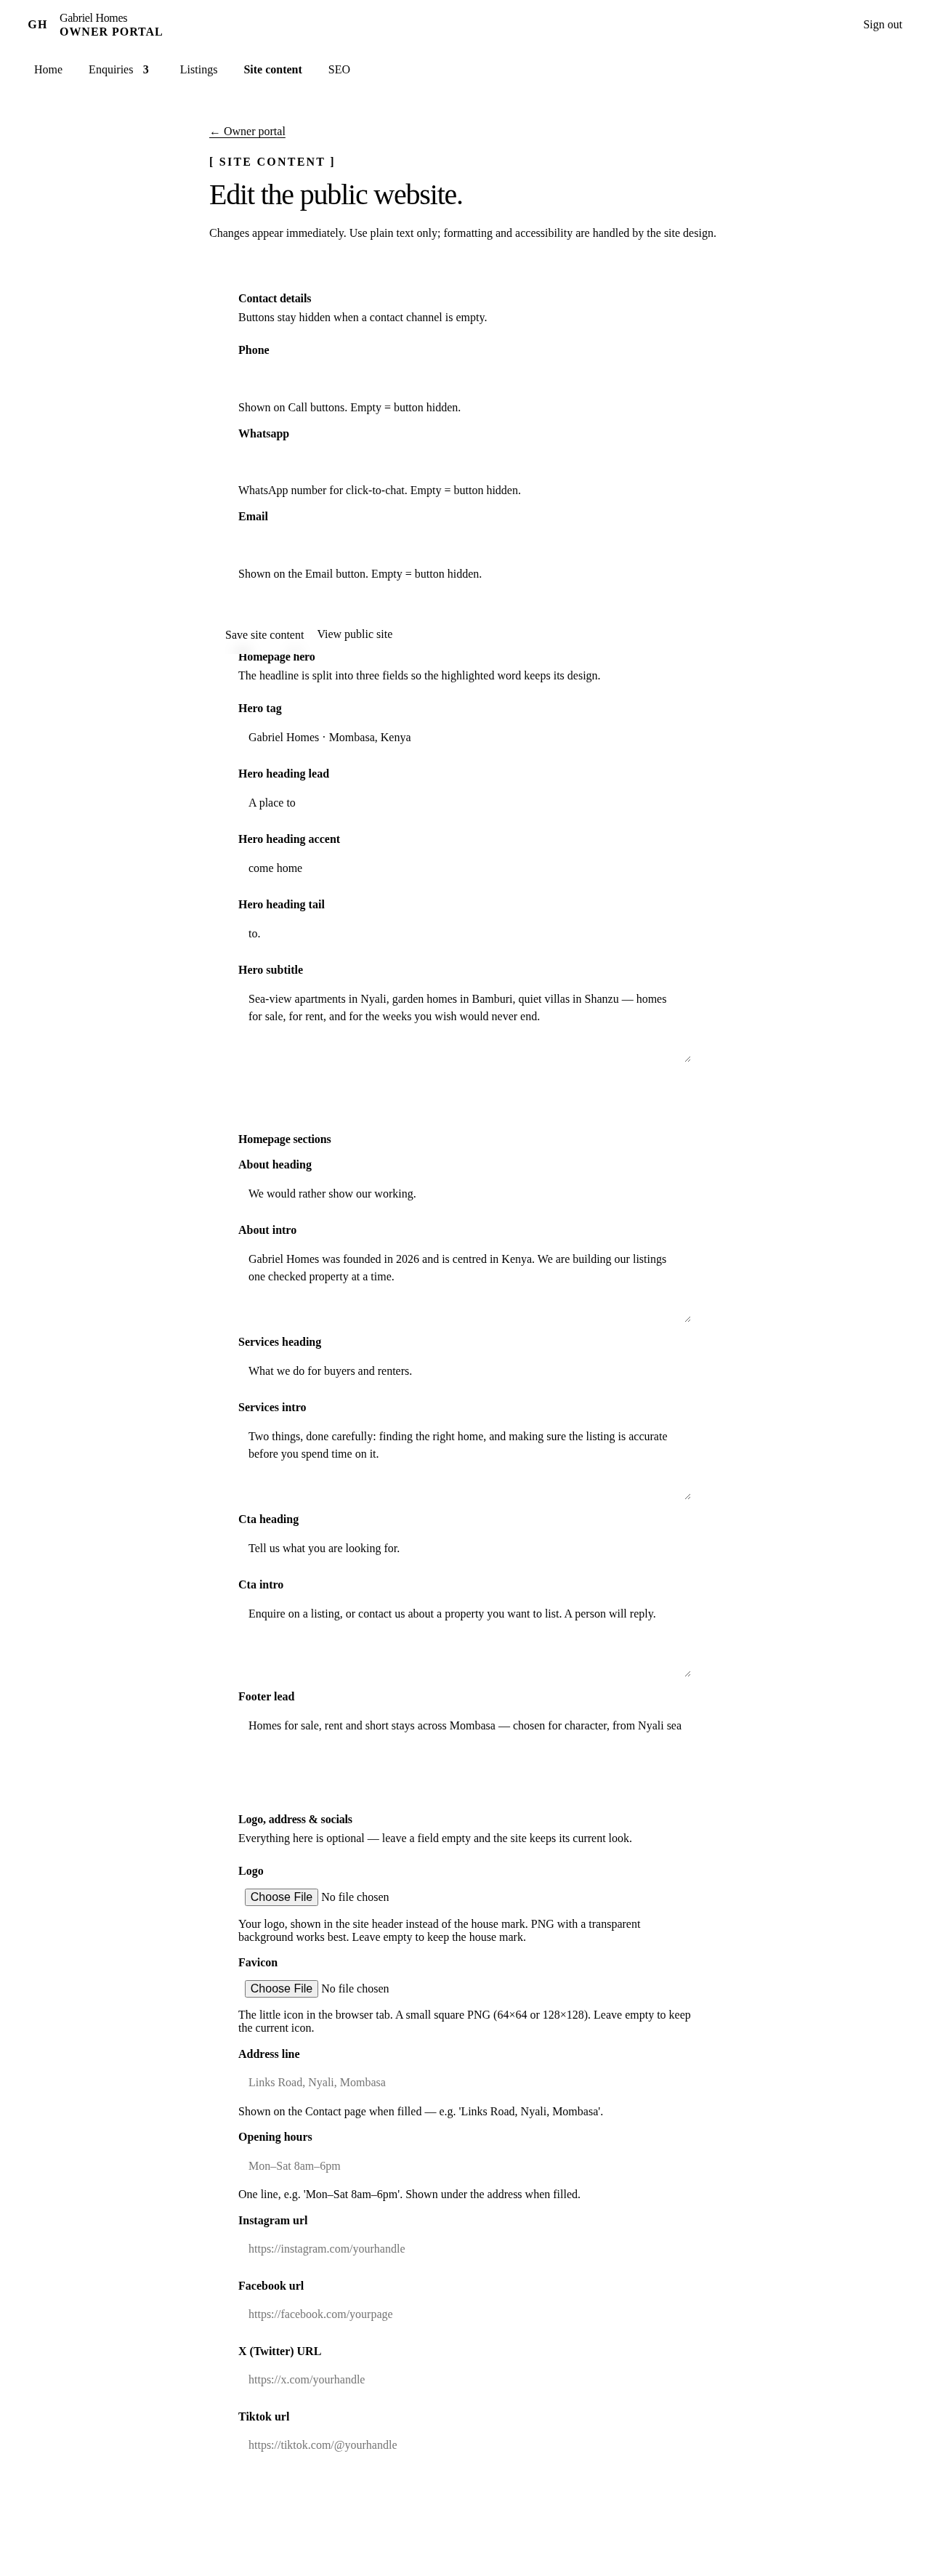 GH
Gabriel Homes
OWNER PORTAL
Sign out
Home
Enquiries 3
Listings
Site content
SEO
← Owner portal
[ SITE CONTENT ]
Edit the public website.
Changes appear immediately. Use plain text only; formatting and accessibility are handled by the site design.
Contact details
Buttons stay hidden when a contact channel is empty.
Phone
Shown on Call buttons. Empty = button hidden.
Whatsapp
WhatsApp number for click-to-chat. Empty = button hidden.
Email
Shown on the Email button. Empty = button hidden.
Save site content
View public site
Homepage hero
The headline is split into three fields so the highlighted word keeps its design.
Hero tag
Gabriel Homes · Mombasa, Kenya
Hero heading lead
A place to
Hero heading accent
come home
Hero heading tail
to.
Hero subtitle
Sea-view apartments in Nyali, garden homes in Bamburi, quiet villas in Shanzu — homes
for sale, for rent, and for the weeks you wish would never end.
Homepage sections
About heading
We would rather show our working.
About intro
Gabriel Homes was founded in 2026 and is centred in Kenya. We are building our listings
one checked property at a time.
Services heading
What we do for buyers and renters.
Services intro
Two things, done carefully: finding the right home, and making sure the listing is accurate
before you spend time on it.
Cta heading
Tell us what you are looking for.
Cta intro
Enquire on a listing, or contact us about a property you want to list. A person will reply.
Footer lead
Homes for sale, rent and short stays across Mombasa — chosen for character, from Nyali sea
Logo, address & socials
Everything here is optional — leave a field empty and the site keeps its current look.
Logo
Choose File No file chosen
Your logo, shown in the site header instead of the house mark. PNG with a transparent
background works best. Leave empty to keep the house mark.
Favicon
Choose File No file chosen
The little icon in the browser tab. A small square PNG (64×64 or 128×128). Leave empty to keep
the current icon.
Address line
Links Road, Nyali, Mombasa
Shown on the Contact page when filled — e.g. 'Links Road, Nyali, Mombasa'.
Opening hours
Mon–Sat 8am–6pm
One line, e.g. 'Mon–Sat 8am–6pm'. Shown under the address when filled.
Instagram url
https://instagram.com/yourhandle
Facebook url
https://facebook.com/yourpage
X (Twitter) URL
https://x.com/yourhandle
Tiktok url
https://tiktok.com/@yourhandle